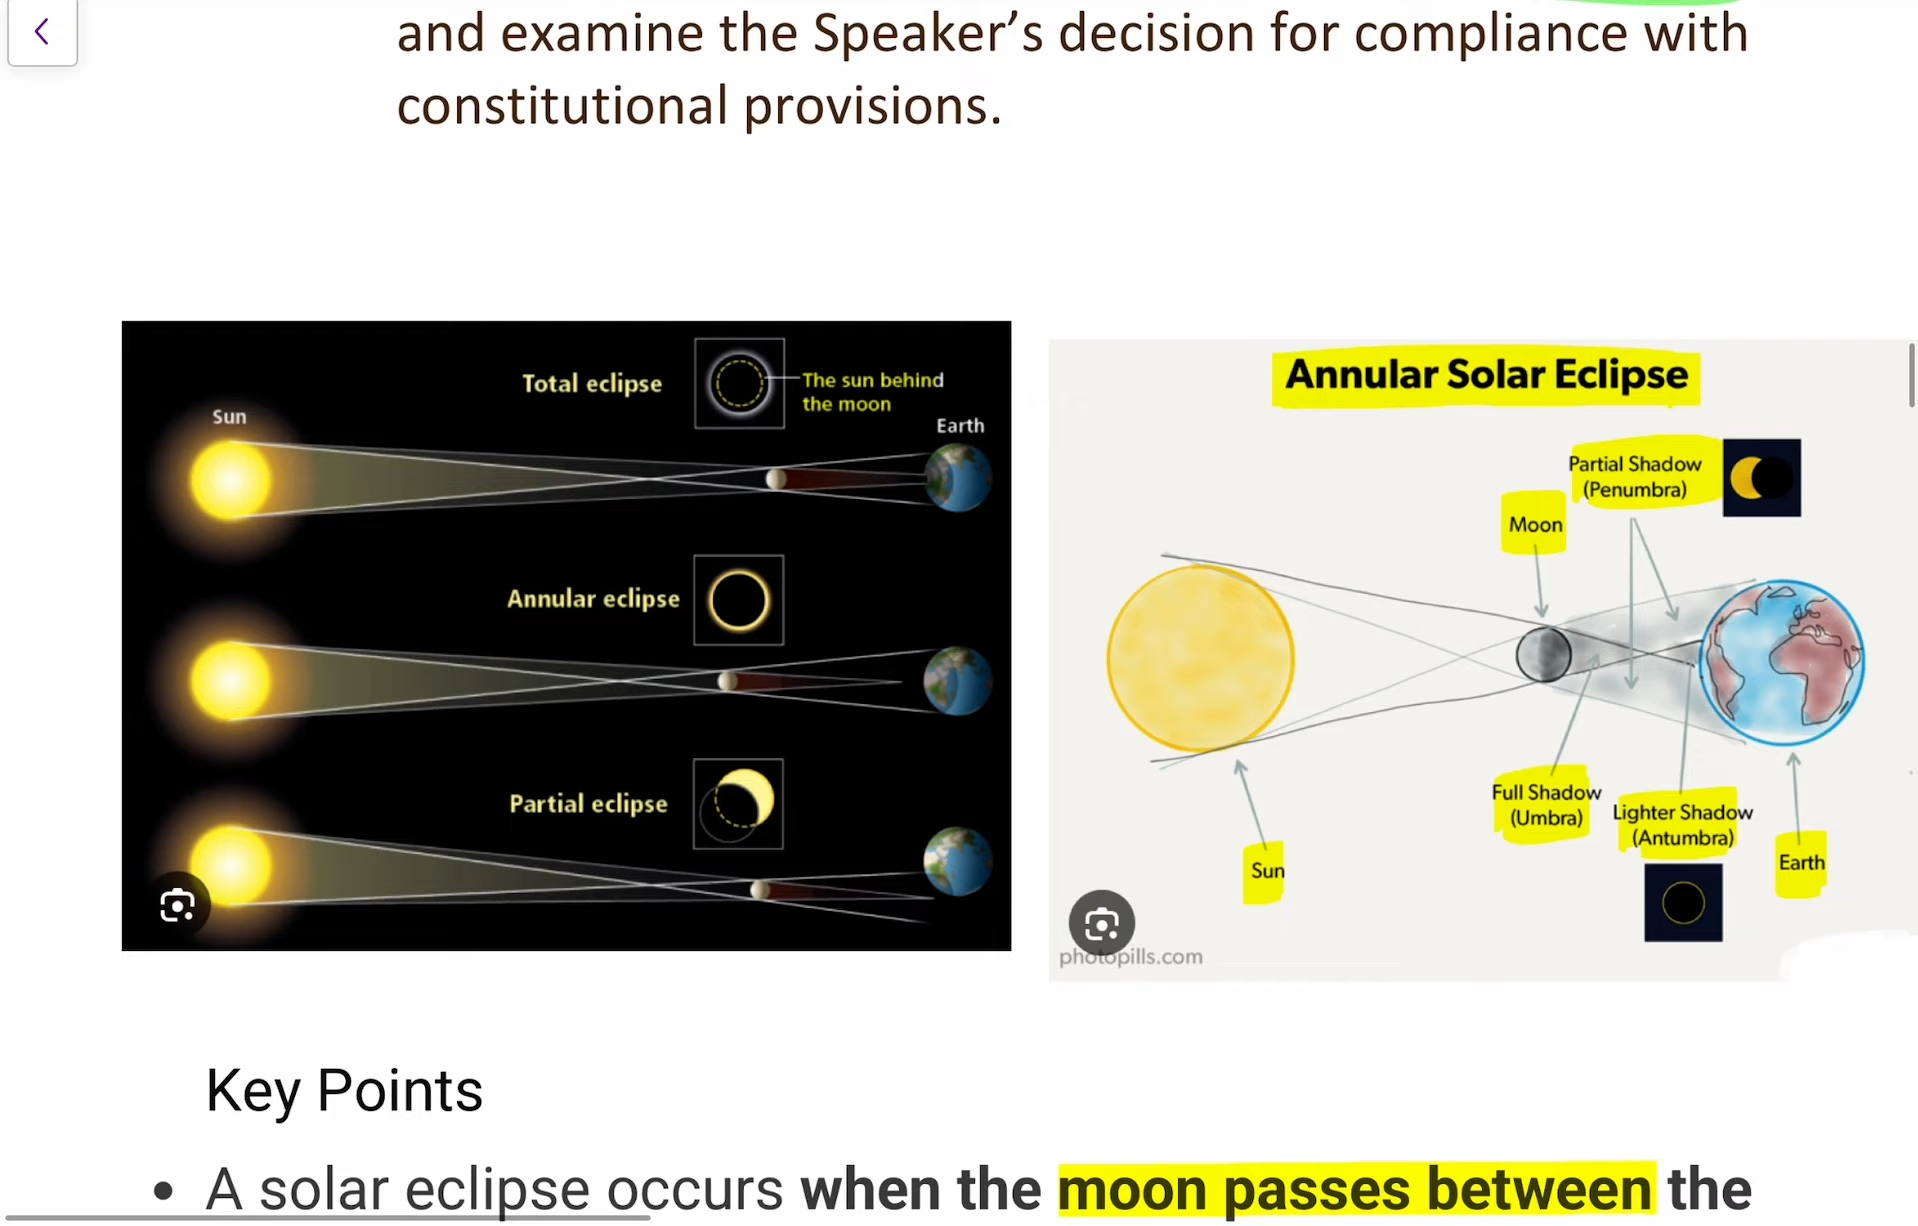 and examine the Speaker’s decision for compliance with
constitutional provisions.
Total eclipse
The sun behind
the moon
Sun
Earth
Annular eclipse
Partial eclipse
Annular Solar Eclipse
Partial Shadow
(Penumbra)
Moon
Full Shadow
(Umbra)
Lighter Shadow
(Antumbra)
Sun
Earth
photopills.com
Key Points
• A solar eclipse occurs when the moon passes between the